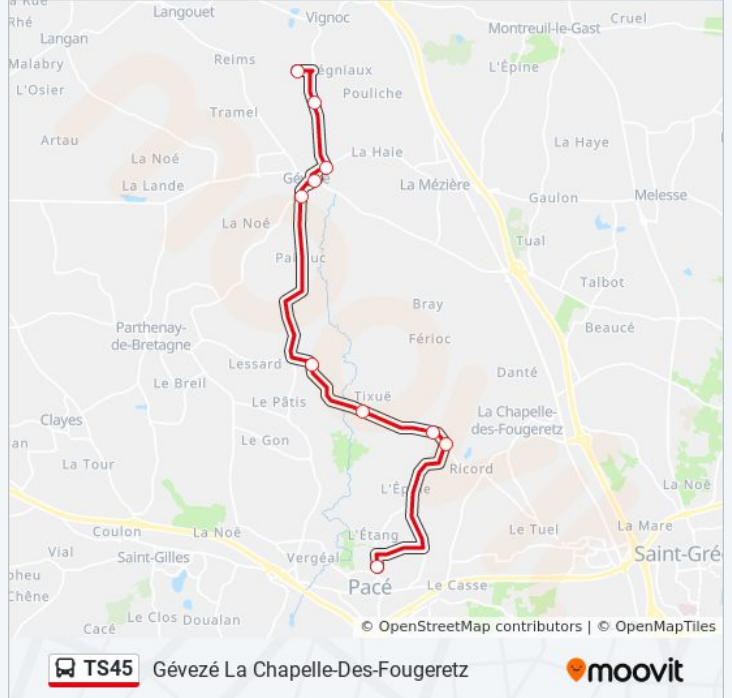 Langouet
Vignoc
Rhé
Langan
Montreuil-le-Gast
Cruel
Malabry
Reims
égniaux
L'Épine
L'Osier
Pouliche
Tramel
Artau
La Haie
La Haye
La Noé
La Lande
La Mézière
Gaulon
Melesse
La Noé
Tual
Talbot
Parthenay-
de-Bretagne
Bray
Beaucé
Férioc
Lessard
Danté
Le Breil
Le Pâtis
Tixuë
La Chapelle-
des-Fougeretz
Clayes
Le Gon
La Tour
Ricord
La Noë
Coulon
La Noë
L'Étang
Le Tuel
La Mare
Vial
Saint-Gilles
Vergéal
Saint-Gré
Pacé
Le Casse
Chêne
Le Clos
Doualan
Cacé
© OpenStreetMap contributors | © OpenMapTiles
TS45
Gévezé La Chapelle-Des-Fougeretz
moovit